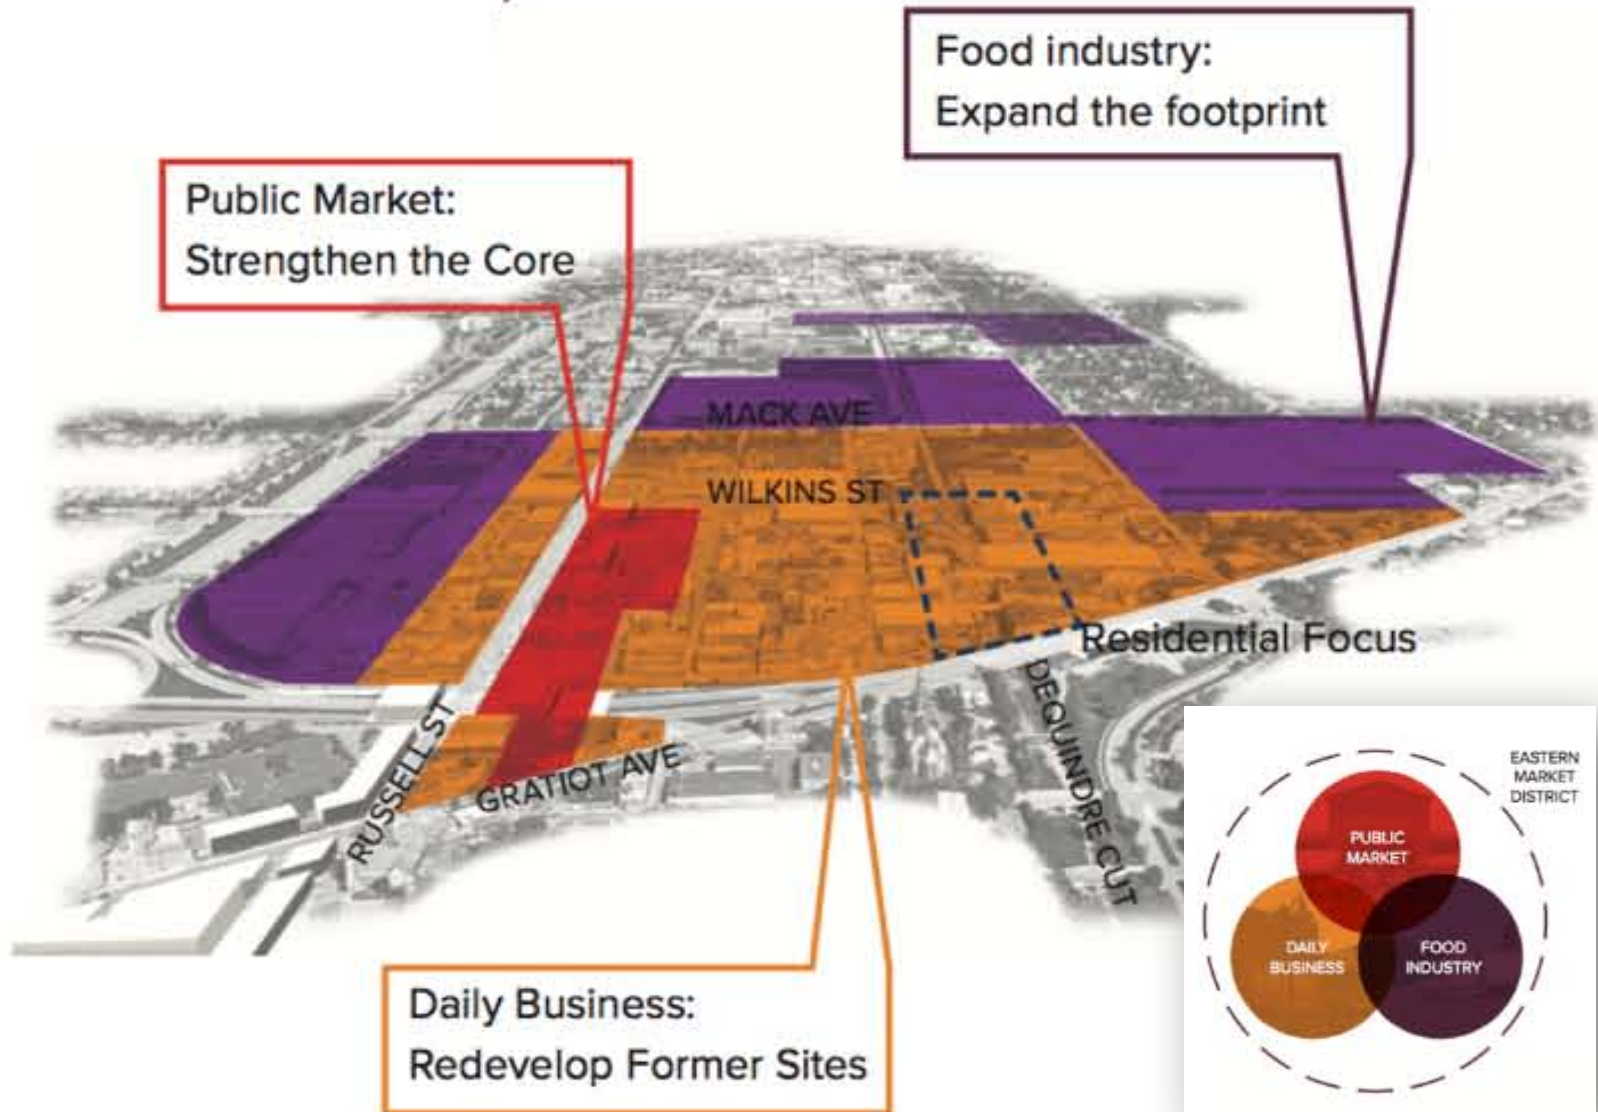 Food industry:
Expand the footprint
Public Market:
Strengthen the Core
MACK AVE
WILKINS ST
Residential Focus
RUSSELL ST
GRATIOT AVE
DEQUINDRE CUT
Daily Business:
Redevelop Former Sites
EASTERN
MARKET
DISTRICT
PUBLIC
MARKET
DAILY
BUSINESS
FOOD
INDUSTRY